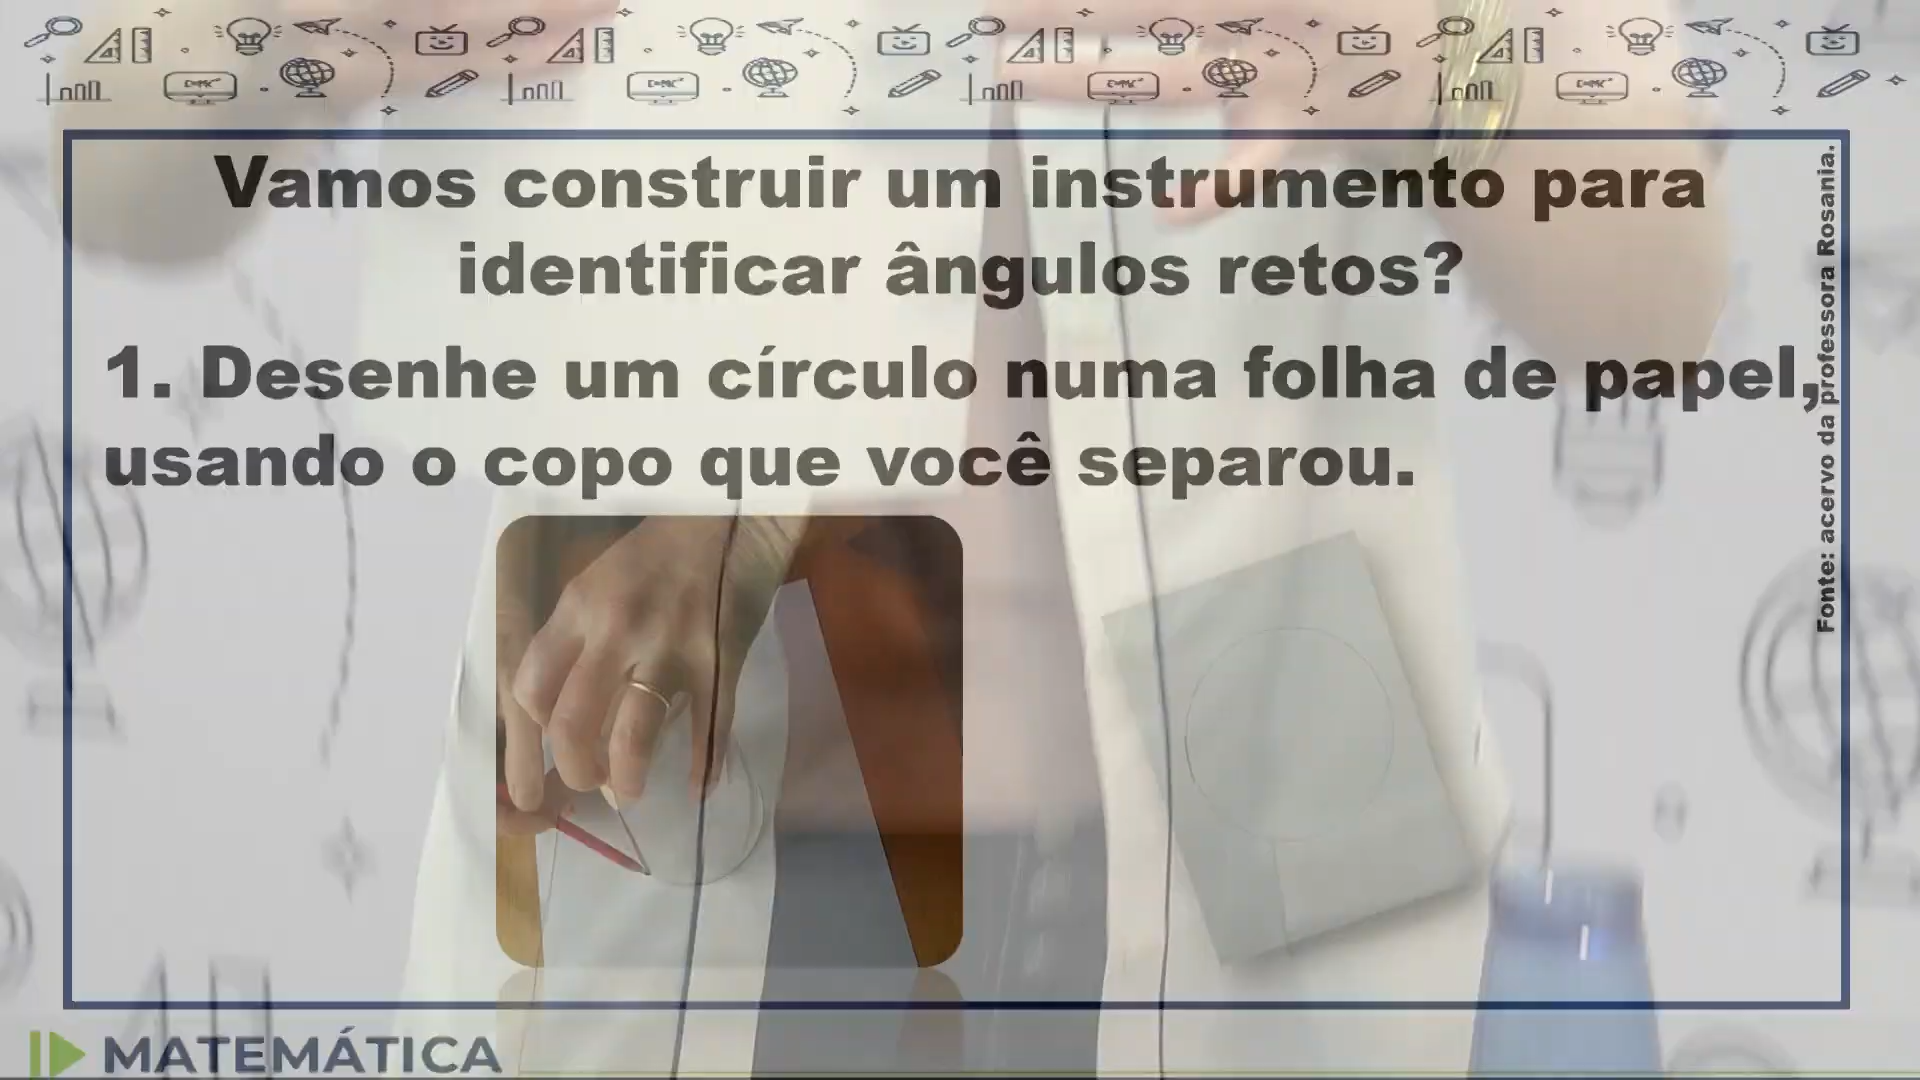 Vamos construir um instrumento para
identificar ângulos retos?
1. Desenhe um círculo numa folha de papel,
usando o copo que você separou.
Fonte: acervo da professora Rosania.
MATEMÁTICA